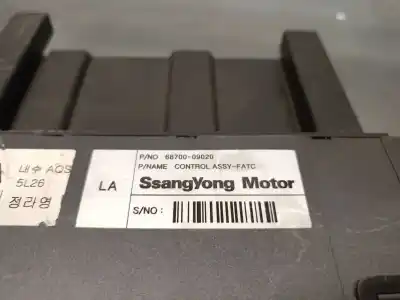 P/NO 68700-09020
P/NAME CONTROL ASSY-FATC
LA
SsangYong Motor
S/NO :
내수 AQS
5L26
정라영